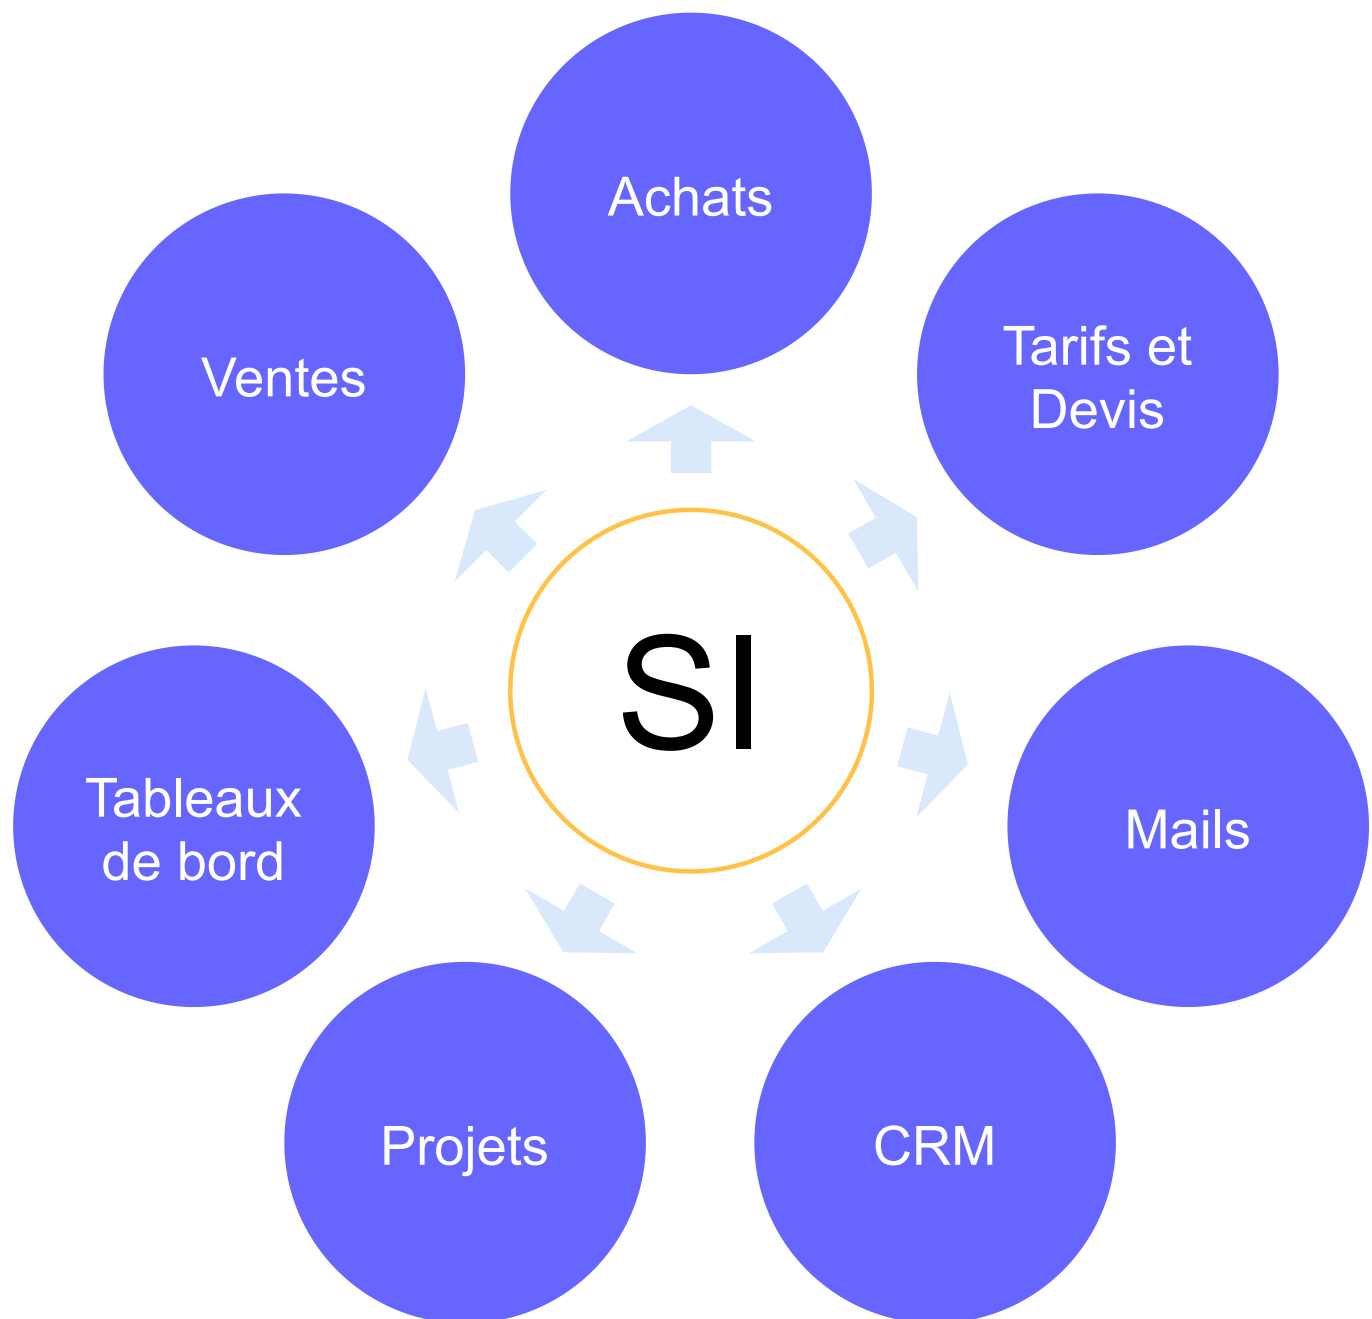 Achats
Ventes
Tarifs et
Devis
SI
Tableaux
de bord
Mails
Projets
CRM